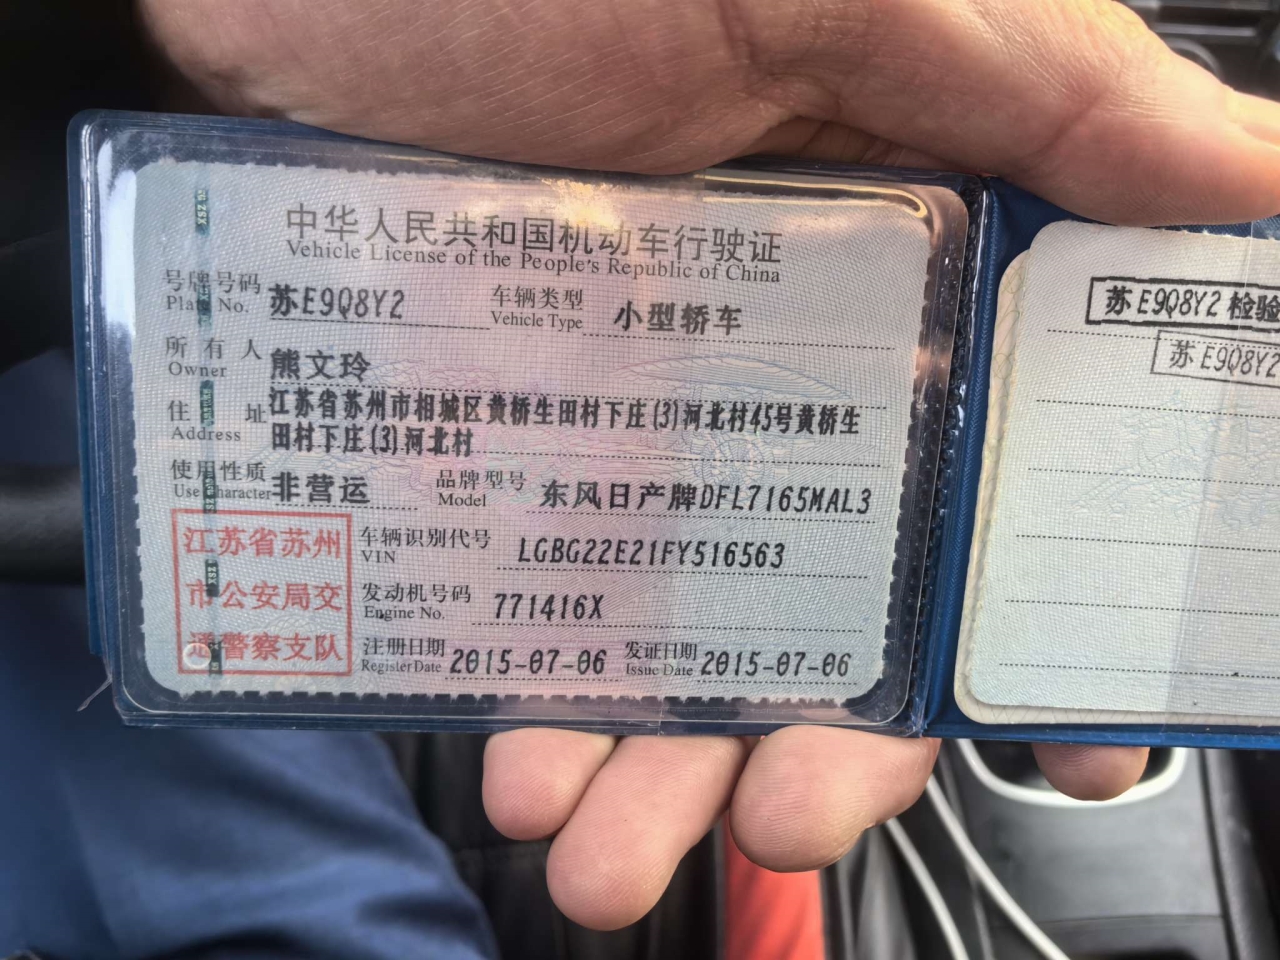 中华人民共和国机动车行驶证
Vehicle License of the People's Republic of China
号牌号码 苏E9Q8Y2 车辆类型 小型轿车
Plate No. Vehicle Type
所有人 熊文玲
Owner
住址 江苏省苏州市相城区黄桥生田村下庄(3)河北村45号黄桥生
Address 田村下庄(3)河北村
使用性质 非营运 品牌型号 东风日产牌DFL7165MAL3
Use Character Model
车辆识别代号 LGBG22E21FY516563
VIN
发动机号码 771416X
Engine No.
注册日期 2015-07-06 发证日期 2015-07-06
Register Date Issue Date
江苏省苏州
市公安局交
通警察支队
苏E9Q8Y2 检验
苏E9Q8Y2